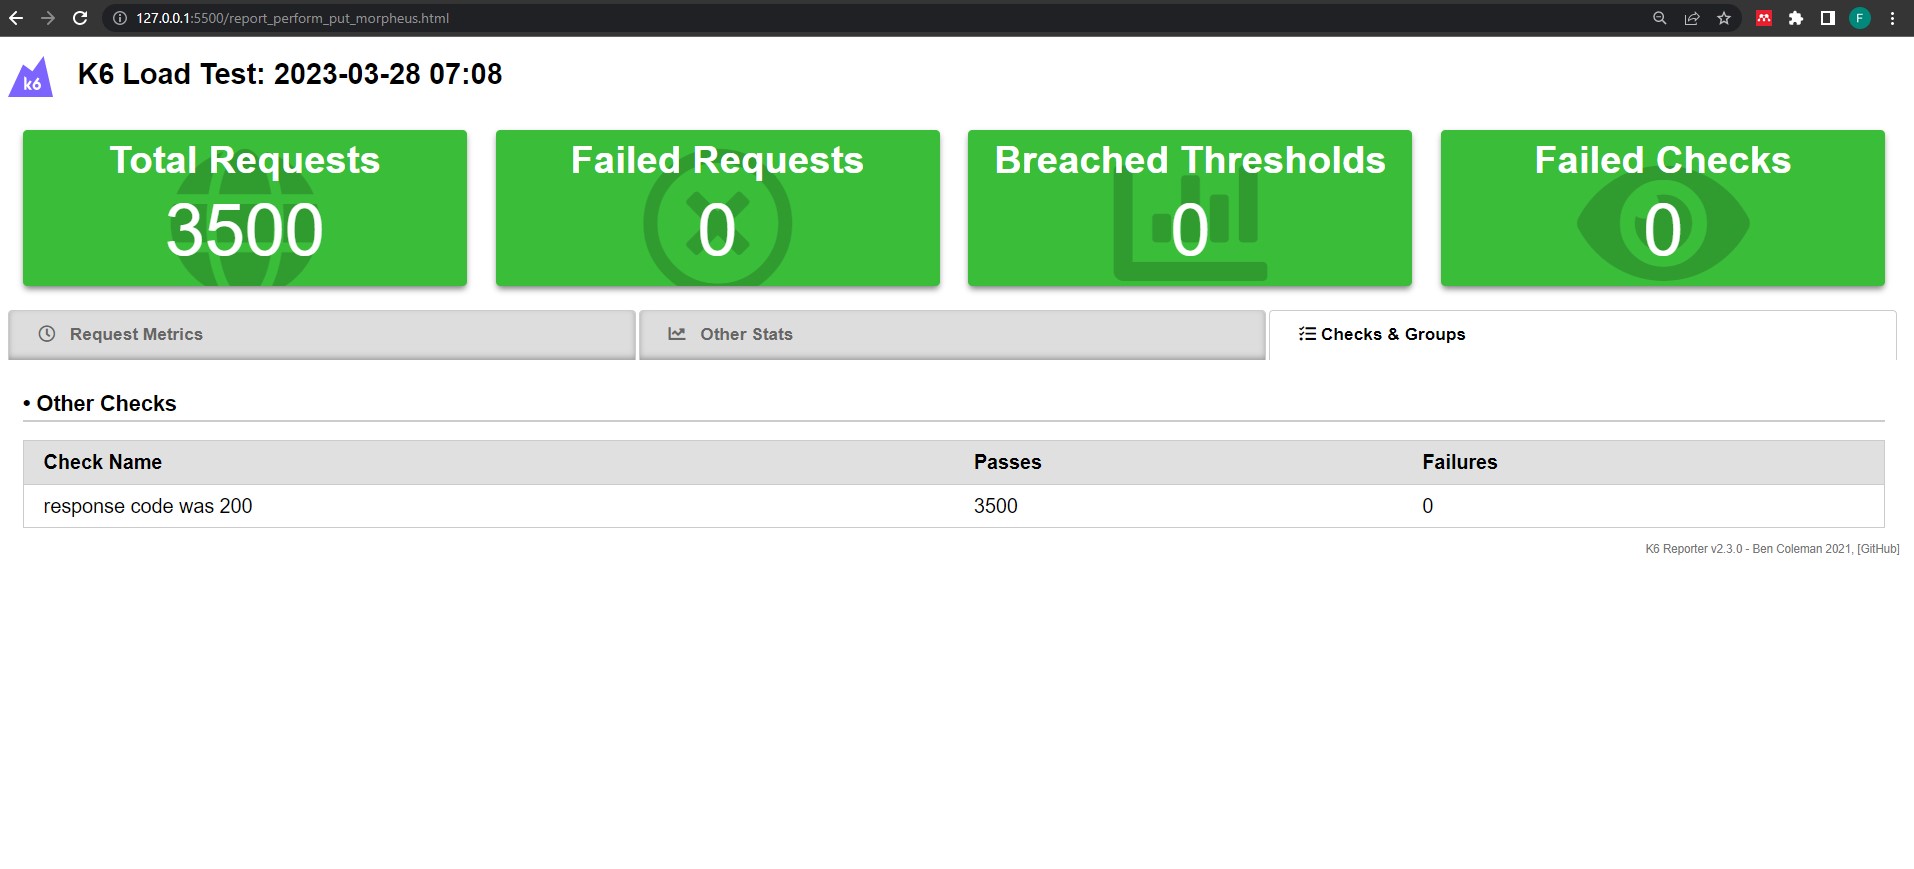 127.0.0.1:5500/report_perform_put_morpheus.html
F
k6
K6 Load Test: 2023-03-28 07:08
Total Requests
3500
Failed Requests
0
Breached Thresholds
0
Failed Checks
0
Request Metrics
Other Stats
Checks & Groups
• Other Checks
Check Name Passes Failures
response code was 200 3500 0
K6 Reporter v2.3.0 - Ben Coleman 2021, [GitHub]